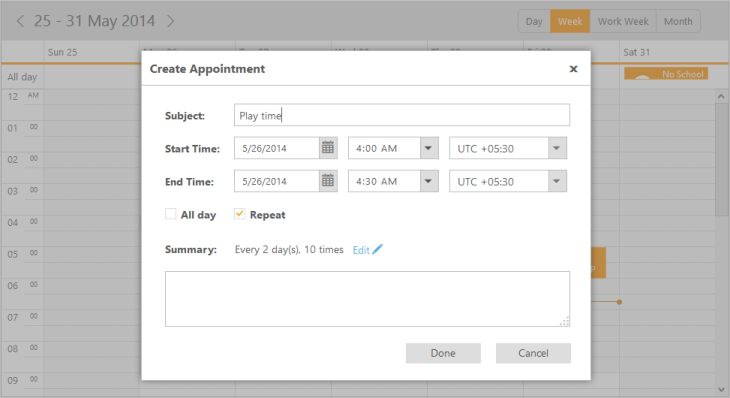 25 - 31 May 2014
Day Week Work Week Month
Sun 25 Sat 31
All day No School
Create Appointment
Subject: Play time
Start Time: 5/26/2014 4:00 AM UTC +05:30
End Time: 5/26/2014 4:30 AM UTC +05:30
All day Repeat
Summary: Every 2 day(s), 10 times Edit
Done Cancel
12 AM
01 00
02 00
03 00
04 00
05 00
06 00
07 00
08 00
09 00